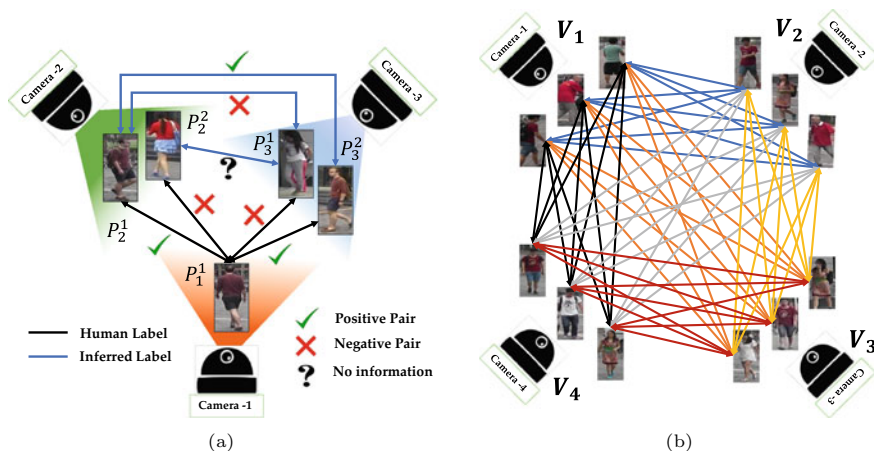 Camera -2
Camera -3
P_2^2
P_3^1
P_3^2
?
P_2^1
P_1^1
Human Label
Inferred Label
Positive Pair
Negative Pair
? No information
Camera -1
(a)
Camera-1
V_1
V_2
Camera-2
Camera -4
V_4
V_3
Camera -3
(b)